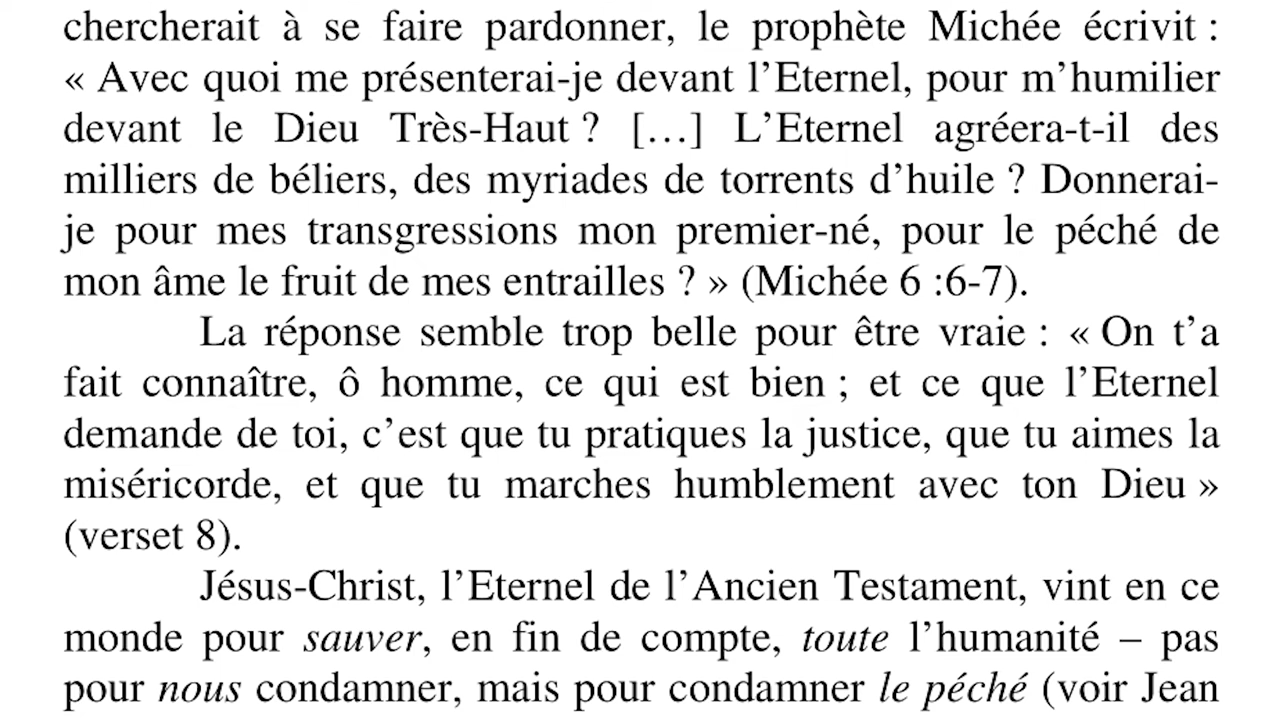 chercherait à se faire pardonner, le prophète Michée écrivit :
« Avec quoi me présenterai-je devant l’Eternel, pour m’humilier
devant le Dieu Très-Haut ? […] L’Eternel agréera-t-il des
milliers de béliers, des myriades de torrents d’huile ? Donnerai-
je pour mes transgressions mon premier-né, pour le péché de
mon âme le fruit de mes entrailles ? » (Michée 6 :6-7).
La réponse semble trop belle pour être vraie : « On t’a
fait connaître, ô homme, ce qui est bien ; et ce que l’Eternel
demande de toi, c’est que tu pratiques la justice, que tu aimes la
miséricorde, et que tu marches humblement avec ton Dieu »
(verset 8).
Jésus-Christ, l’Eternel de l’Ancien Testament, vint en ce
monde pour sauver, en fin de compte, toute l’humanité – pas
pour nous condamner, mais pour condamner le péché (voir Jean